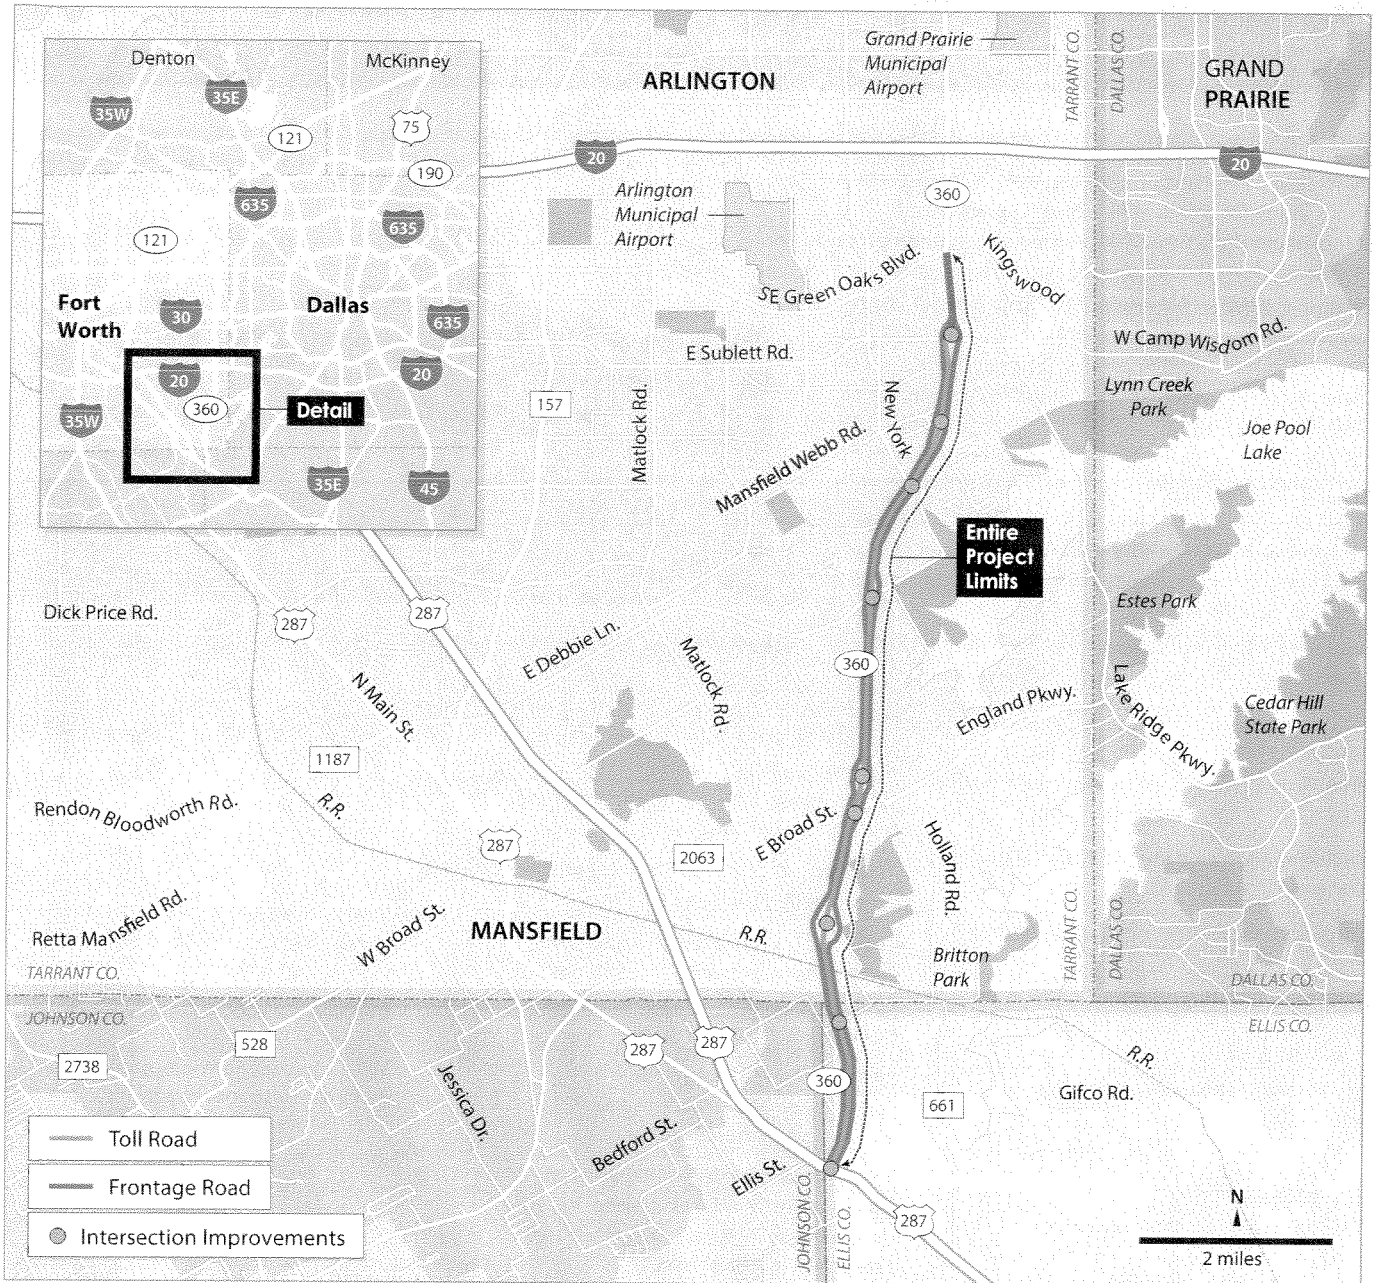 Denton
McKinney
35W
35E
121
75
190
635
635
121
Fort
Worth
Dallas
30
635
20
20
360
35W
Detail
35E
45
ARLINGTON
Grand Prairie
Municipal
Airport
TARRANT CO.
DALLAS CO.
GRAND
PRAIRIE
20
20
Arlington
Municipal
Airport
360
Kingswood
SE Green Oaks Blvd.
E Sublett Rd.
W Camp Wisdom Rd.
157
Matlock Rd.
New York
Lynn Creek
Park
Joe Pool
Lake
Mansfield Webb Rd.
Entire
Project
Limits
Estes Park
Dick Price Rd.
287
287
E Debbie Ln.
Matlock Rd.
360
N Main St.
England Pkwy.
Lake Ridge Pkwy.
Cedar Hill
State Park
1187
R.R.
Rendon Bloodworth Rd.
287
2063
E Broad St.
Holland Rd.
Retta Mansfield Rd.
W Broad St.
MANSFIELD
R.R.
Britton
Park
TARRANT CO.
DALLAS CO.
TARRANT CO.
DALLAS CO.
JOHNSON CO.
ELLIS CO.
528
2738
287
287
R.R.
360
661
Gifco Rd.
Jessica Dr.
Bedford St.
Ellis St.
JOHNSON CO.
ELLIS CO.
287
Toll Road
Frontage Road
Intersection Improvements
N
2 miles